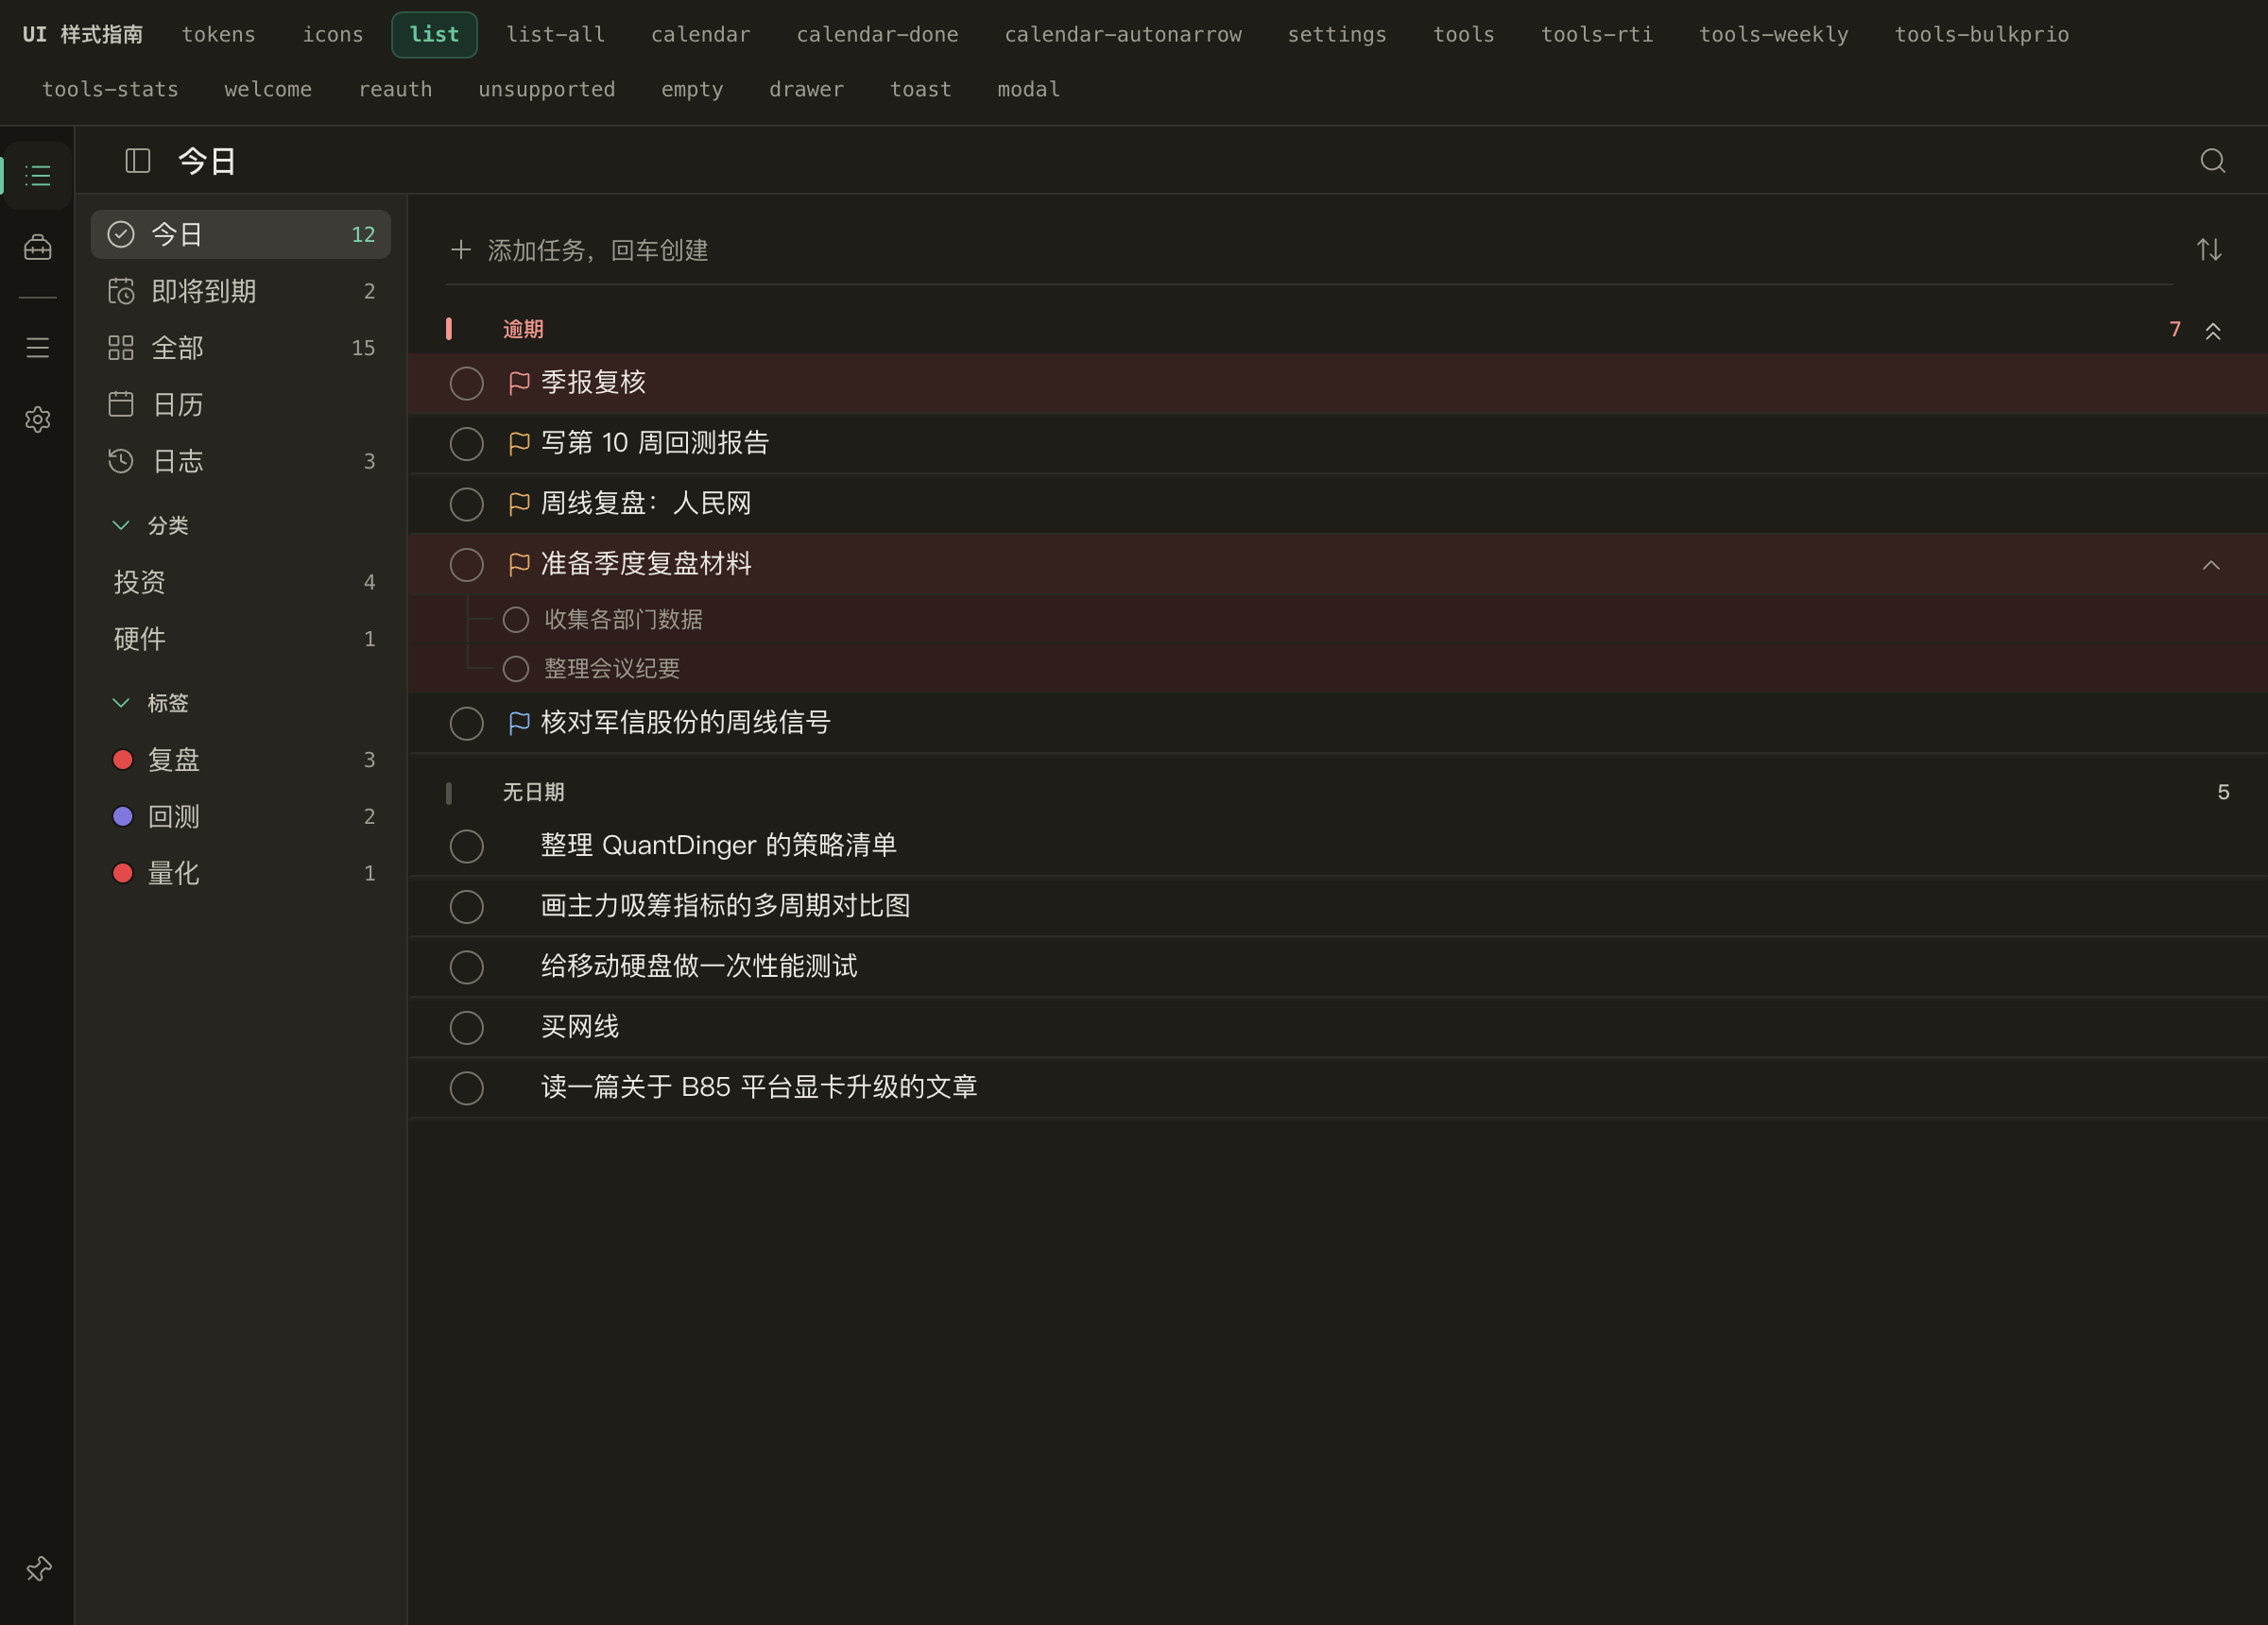 UI 样式指南 tokens icons list list-all calendar calendar-done calendar-autonarrow settings tools tools-rti tools-weekly tools-bulkprio
tools-stats welcome reauth unsupported empty drawer toast modal
今日
今日 12
即将到期 2
全部 15
日历
日志 3
分类
投资 4
硬件 1
标签
复盘 3
回测 2
量化 1
添加任务，回车创建
逾期 7
季报复核
写第 10 周回测报告
周线复盘：人民网
准备季度复盘材料
收集各部门数据
整理会议纪要
核对军信股份的周线信号
无日期 5
整理 QuantDinger 的策略清单
画主力吸筹指标的多周期对比图
给移动硬盘做一次性能测试
买网线
读一篇关于 B85 平台显卡升级的文章